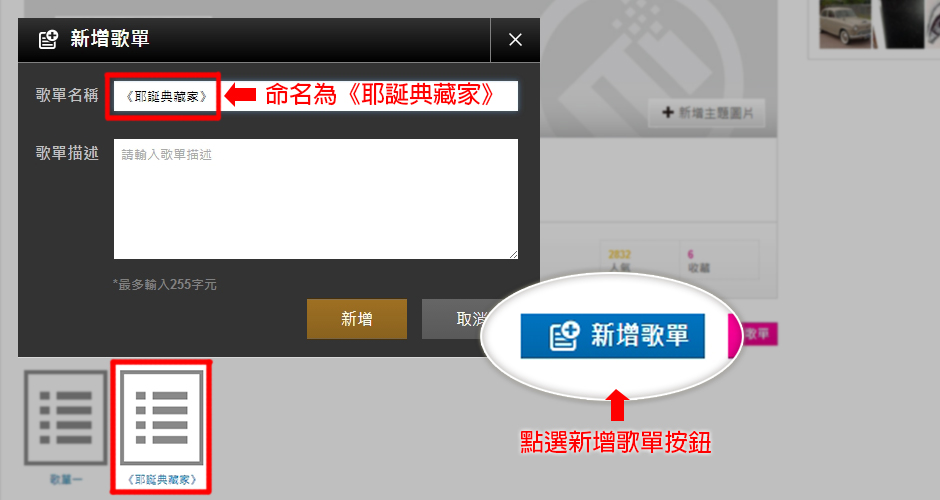 新增歌單
歌單名稱
《耶誕典藏家》
命名為《耶誕典藏家》
新增主題圖片
歌單描述
請輸入歌單描述
*最多輸入255字元
2832
人氣
6
收藏
新增
取消
新增歌單
歌單
點選新增歌單按鈕
歌單一
《耶誕典藏家》